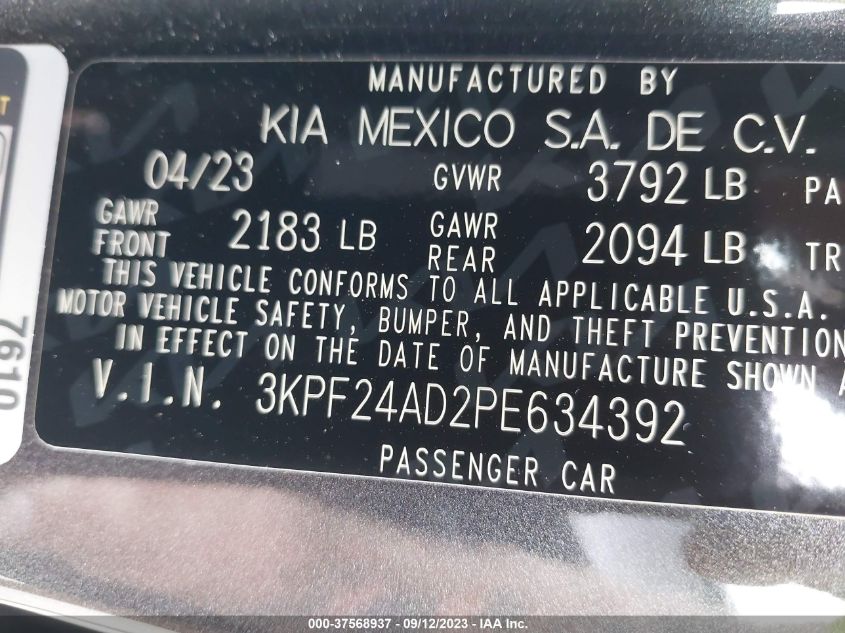 MANUFACTURED BY
KIA MEXICO S.A. DE C.V.
04/23 GVWR 3792 LB PA
GAWR FRONT 2183 LB GAWR REAR 2094 LB TR
THIS VEHICLE CONFORMS TO ALL APPLICABLE U.S.A.
MOTOR VEHICLE SAFETY, BUMPER, AND THEFT PREVENTION
IN EFFECT ON THE DATE OF MANUFACTURE SHOWN A
V.I.N. 3KPF24AD2PE634392
PASSENGER CAR
7610
T
000-37568937 - 09/12/2023 - IAA Inc.